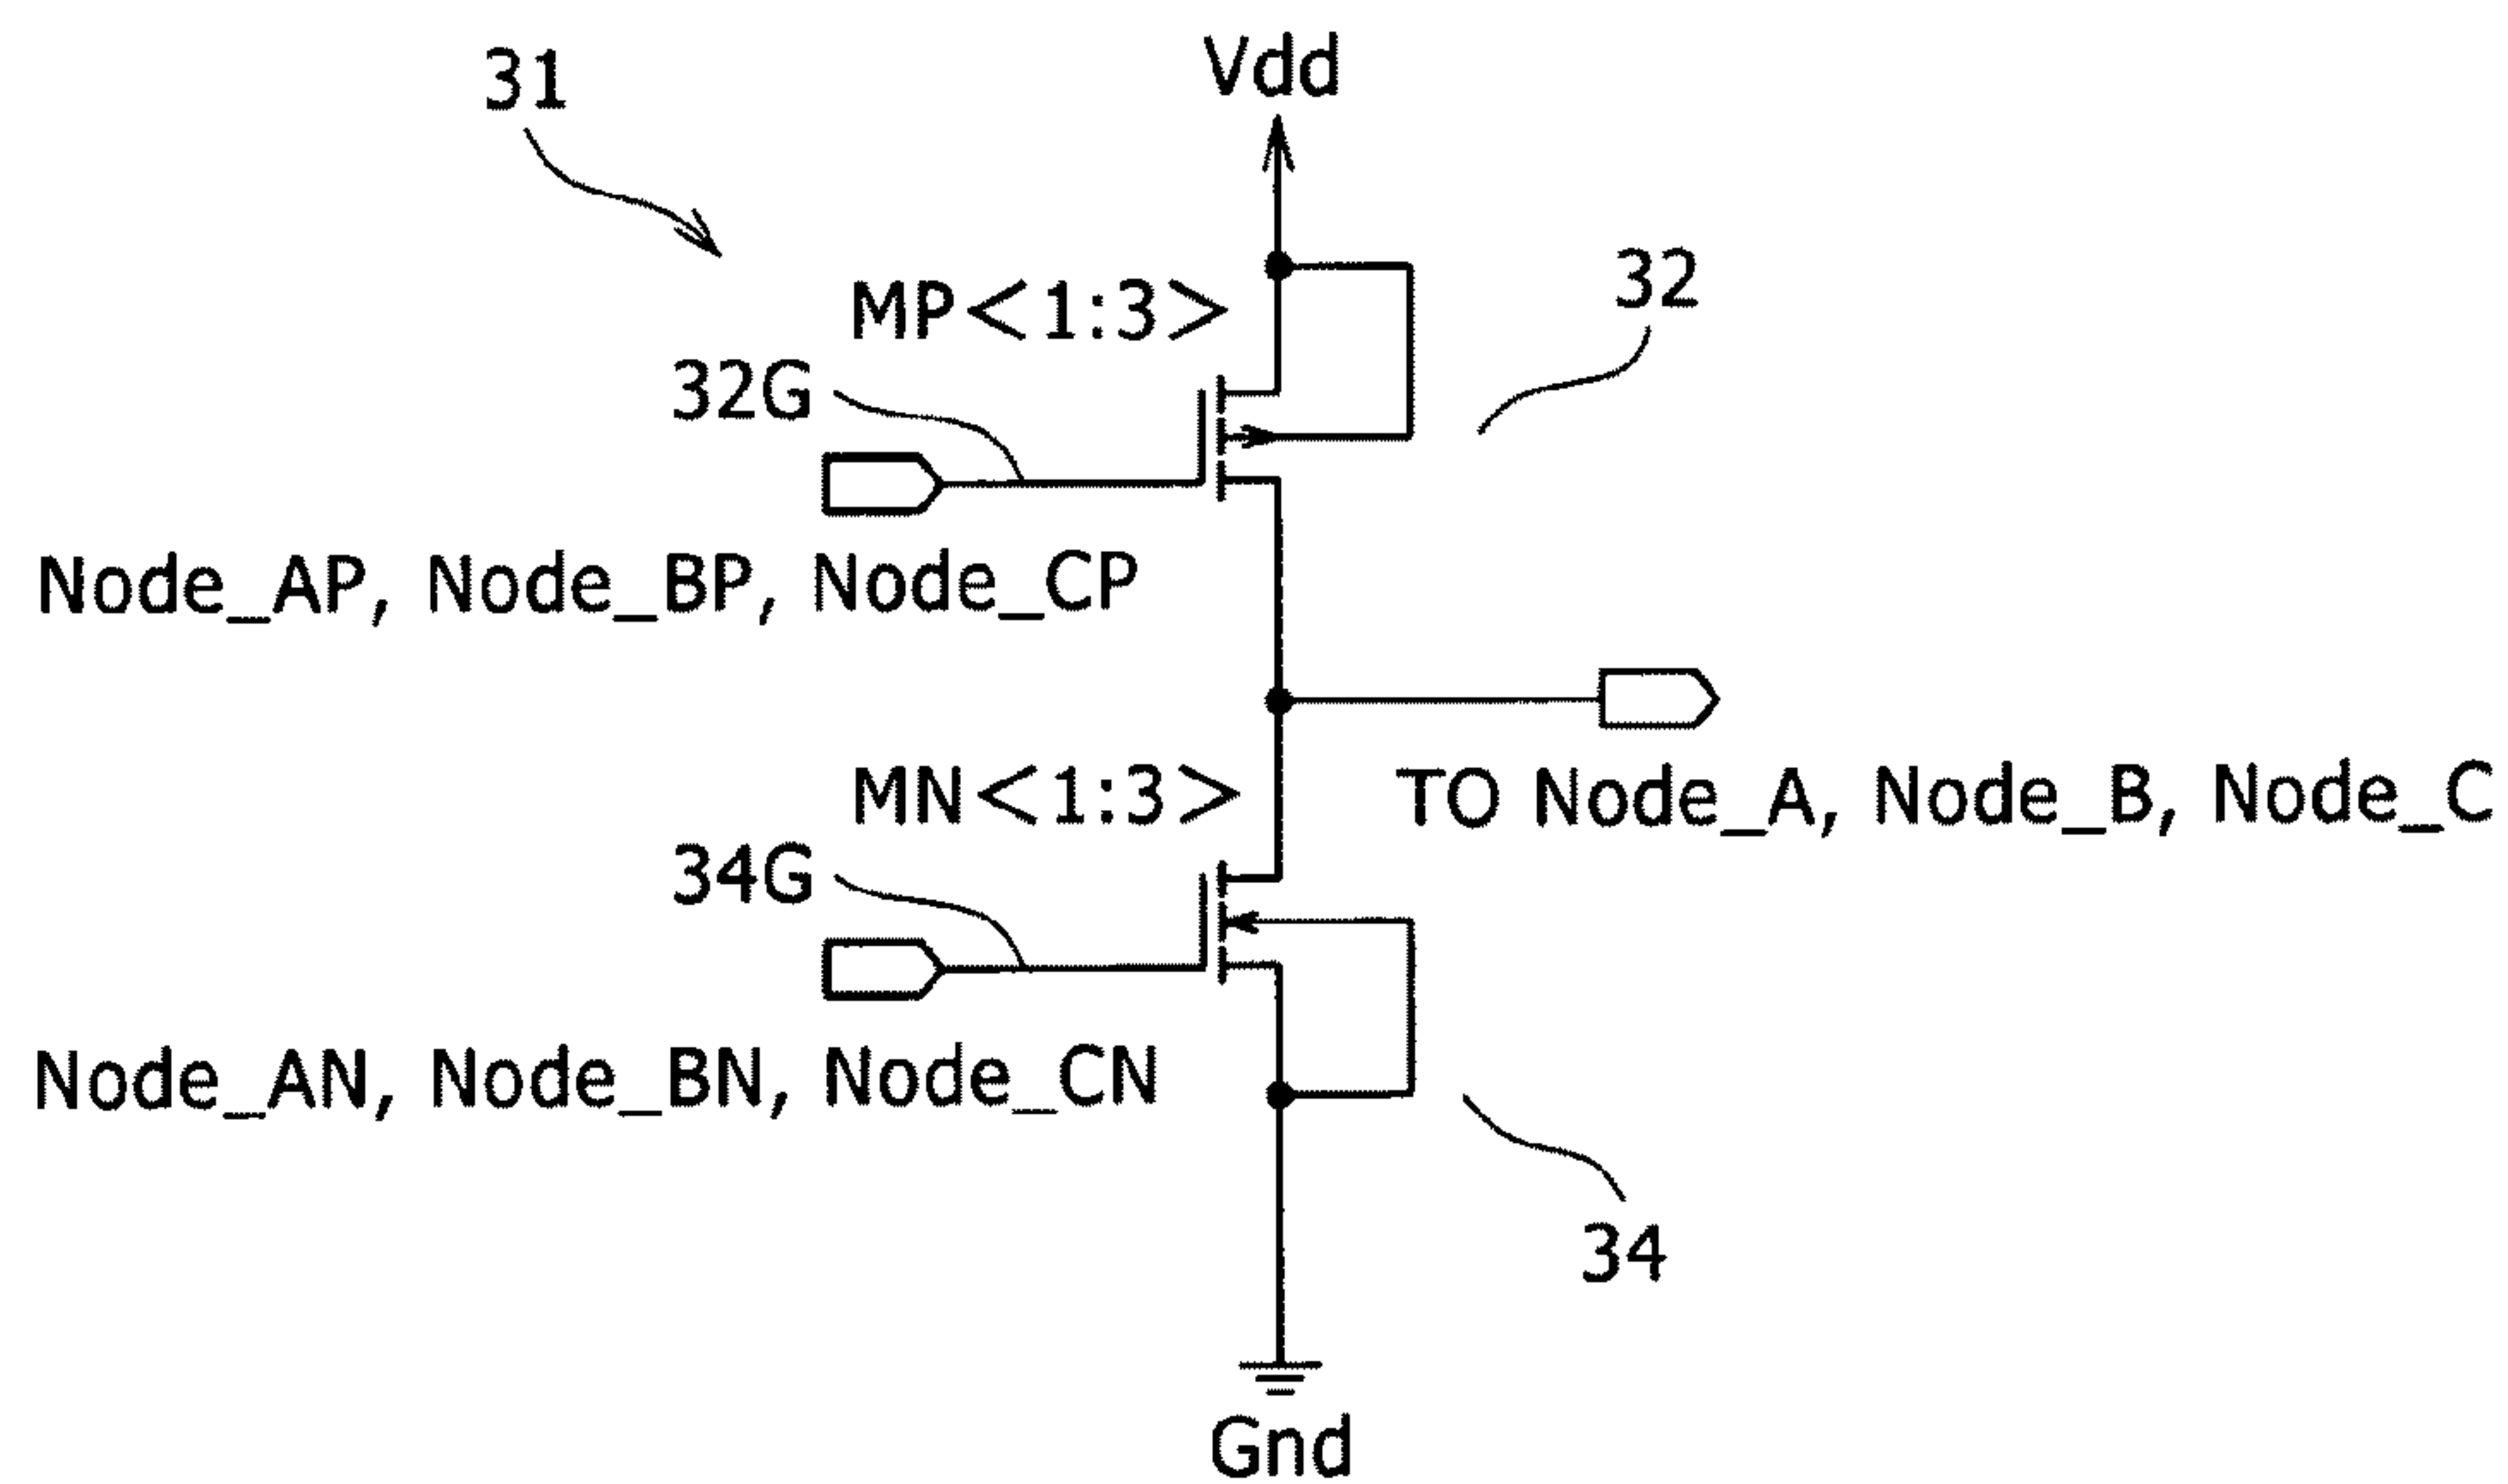 31
Vdd
MP<1:3>
32
32G
Node_AP, Node_BP, Node_CP
MN<1:3>
TO Node_A, Node_B, Node_C
34G
Node_AN, Node_BN, Node_CN
34
Gnd